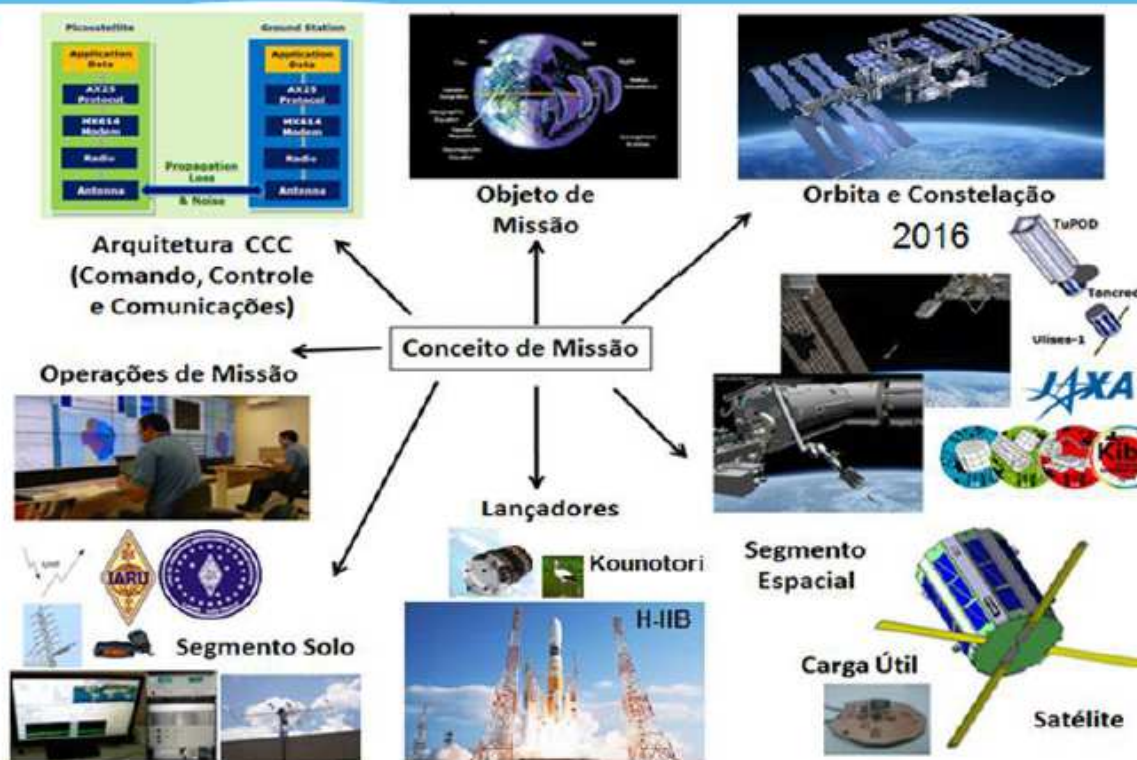 Picosatellite
Ground Station
Application
Data
AX25
Protocol
MX614
Modem
Radio
Antenna
Application
Data
AX25
Protocol
MX614
Modem
Radio
Antenna
Propagation
Loss
& Noise
Arquitetura CCC
(Comando, Controle
e Comunicações)
Objeto de
Missão
Orbita e Constelação
2016
TuPOD
Tancred
Ulises-1
JAXA
Kib
Conceito de Missão
Operações de Missão
IARU
Segmento Solo
Lançadores
Kounotori
H-IIB
Segmento
Espacial
Carga Útil
Satélite